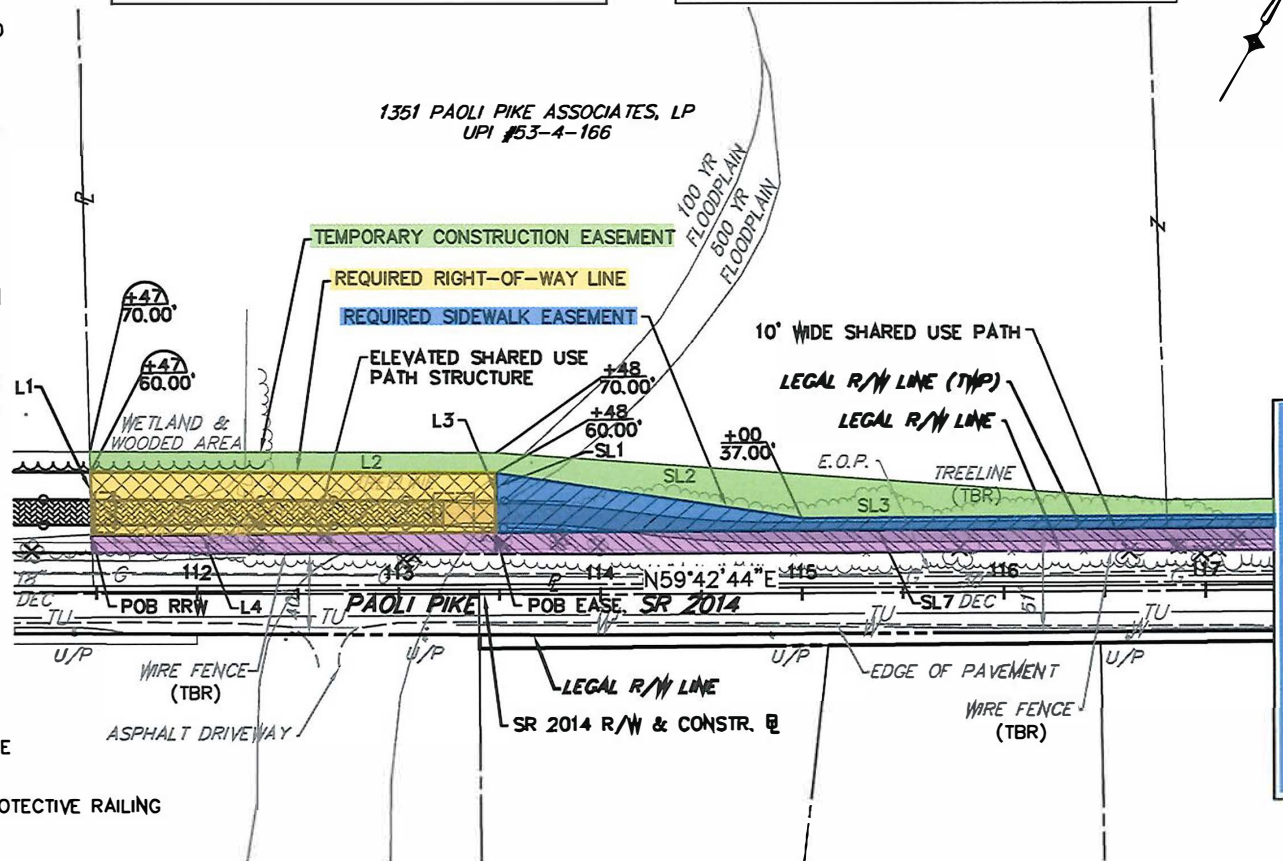 1351 PAOLI PIKE ASSOCIATES, LP
UPI #53-4-166
100 YR
FLOODPLAIN
500 YR
FLOODPLAIN
TEMPORARY CONSTRUCTION EASEMENT
REQUIRED RIGHT-OF-WAY LINE
REQUIRED SIDEWALK EASEMENT
+47
70.00'
+47
60.00'
ELEVATED SHARED USE
PATH STRUCTURE
10' WIDE SHARED USE PATH
LEGAL R/W LINE (TWP)
LEGAL R/W LINE
+48
70.00'
+48
60.00'
L1
L3
WETLAND &
WOODED AREA
SL1
+00
37.00'
E.O.P.
TREELINE
(TBR)
L2
SL2
SL3
G
112
113
114
N59°42'44"E
115
116
117
DEC
POB RRW
L4
40'
PAOLI PIKE
POB EASE.
SR 2014
SL7
DEC
51'
TU
TU
TU
TU
W
W
W
U/P
U/P
U/P
U/P
WIRE FENCE
(TBR)
EDGE OF PAVEMENT
LEGAL R/W LINE
SR 2014 R/W & CONSTR. BL
WIRE FENCE
(TBR)
ASPHALT DRIVEWAY
E
OTECTIVE RAILING